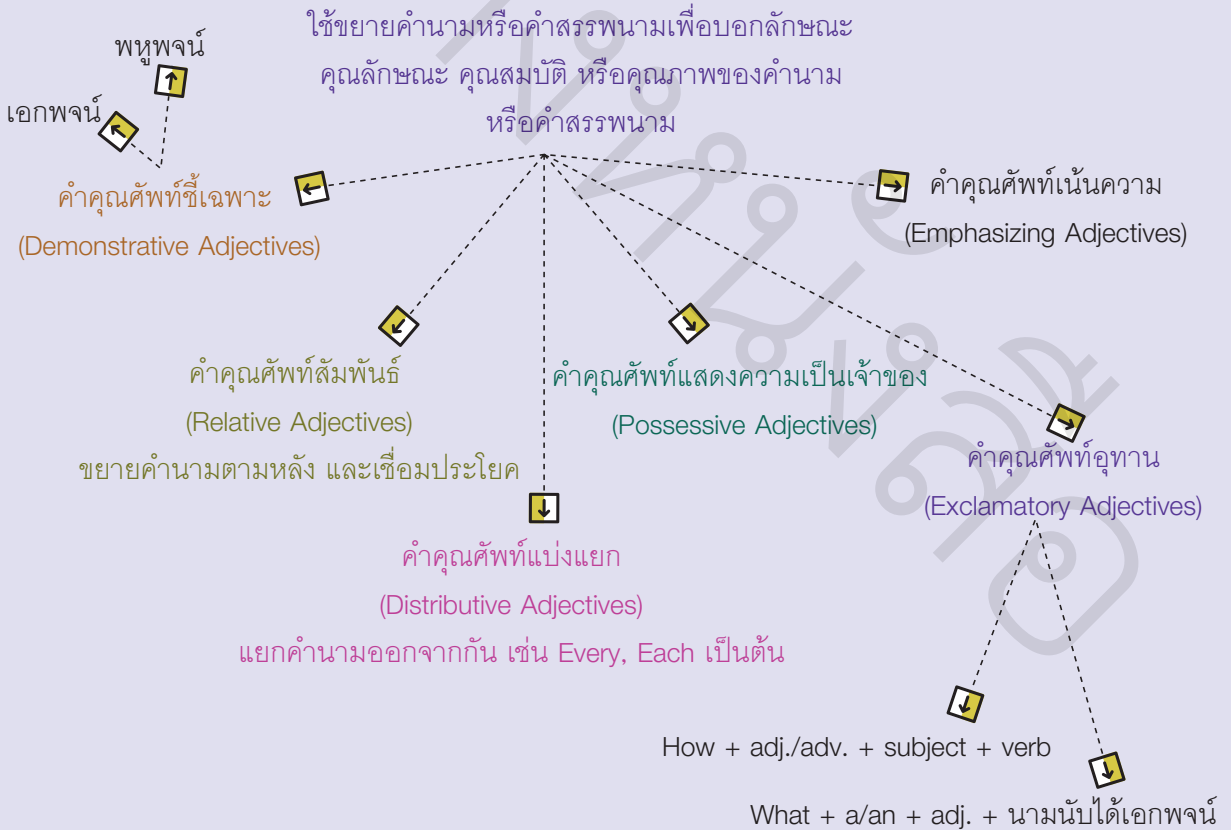 ใช้ขยายคำนามหรือคำสรรพนามเพื่อบอกลักษณะ
คุณลักษณะ คุณสมบัติ หรือคุณภาพของคำนาม
หรือคำสรรพนาม
พหูพจน์
เอกพจน์
คำคุณศัพท์ชี้เฉพาะ
(Demonstrative Adjectives)
คำคุณศัพท์เน้นความ
(Emphasizing Adjectives)
คำคุณศัพท์สัมพันธ์
(Relative Adjectives)
ขยายคำนามตามหลัง และเชื่อมประโยค
คำคุณศัพท์แสดงความเป็นเจ้าของ
(Possessive Adjectives)
คำคุณศัพท์อุทาน
(Exclamatory Adjectives)
คำคุณศัพท์แบ่งแยก
(Distributive Adjectives)
แยกคำนามออกจากกัน เช่น Every, Each เป็นต้น
How + adj./adv. + subject + verb
What + a/an + adj. + นามนับได้เอกพจน์